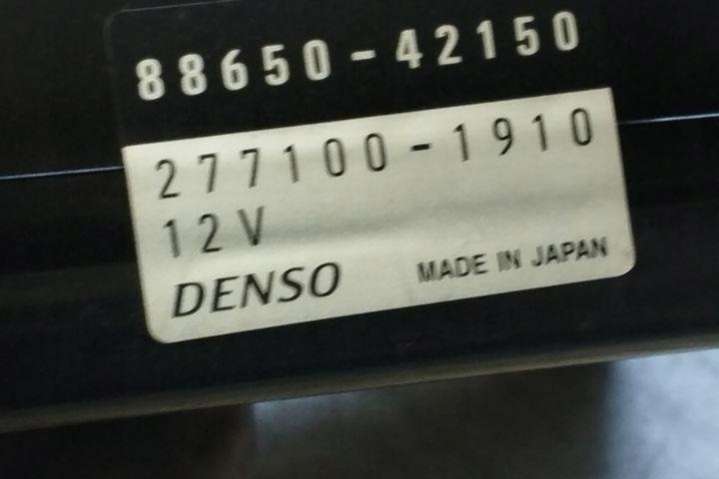 88650-42150
277100-1910
12V
DENSO MADE IN JAPAN